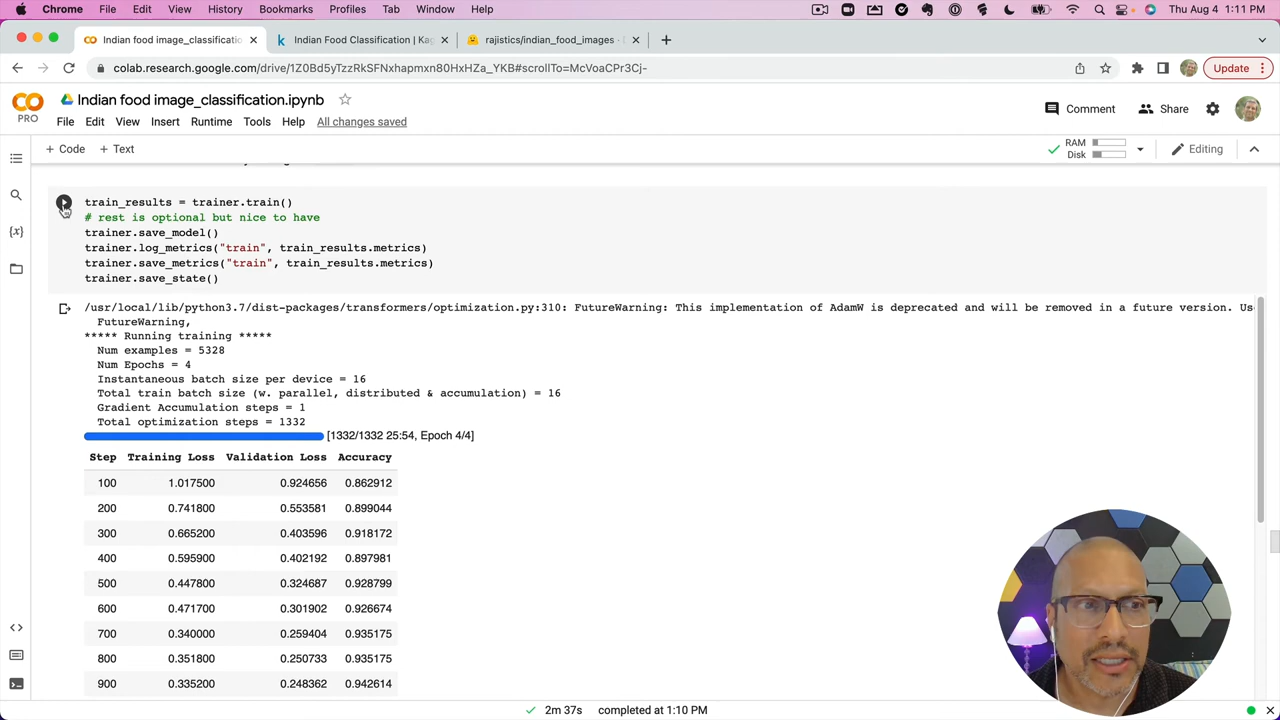 Chrome File Edit View History Bookmarks Profiles Tab Window Help Thu Aug 4 1:11 PM
Indian food image_classificatio Indian Food Classification | Kag rajistics/indian_food_images ·
colab.research.google.com/drive/1Z0Bd5yTzzRkSFNxhapmxn80HxHZa_YKB#scrollTo=McVoaCPr3Cj- Update
Indian food image_classification.ipynb
PRO
File Edit View Insert Runtime Tools Help All changes saved
Comment Share
+ Code + Text
RAM
Disk
Editing
train_results = trainer.train()
# rest is optional but nice to have
trainer.save_model()
trainer.log_metrics("train", train_results.metrics)
trainer.save_metrics("train", train_results.metrics)
trainer.save_state()
/usr/local/lib/python3.7/dist-packages/transformers/optimization.py:310: FutureWarning: This implementation of AdamW is deprecated and will be removed in a future version. Us
FutureWarning,
***** Running training *****
Num examples = 5328
Num Epochs = 4
Instantaneous batch size per device = 16
Total train batch size (w. parallel, distributed & accumulation) = 16
Gradient Accumulation steps = 1
Total optimization steps = 1332
[1332/1332 25:54, Epoch 4/4]
Step Training Loss Validation Loss Accuracy
100 1.017500 0.924656 0.862912
200 0.741800 0.553581 0.899044
300 0.665200 0.403596 0.918172
400 0.595900 0.402192 0.897981
500 0.447800 0.324687 0.928799
600 0.471700 0.301902 0.926674
700 0.340000 0.259404 0.935175
800 0.351800 0.250733 0.935175
900 0.335200 0.248362 0.942614
2m 37s completed at 1:10 PM